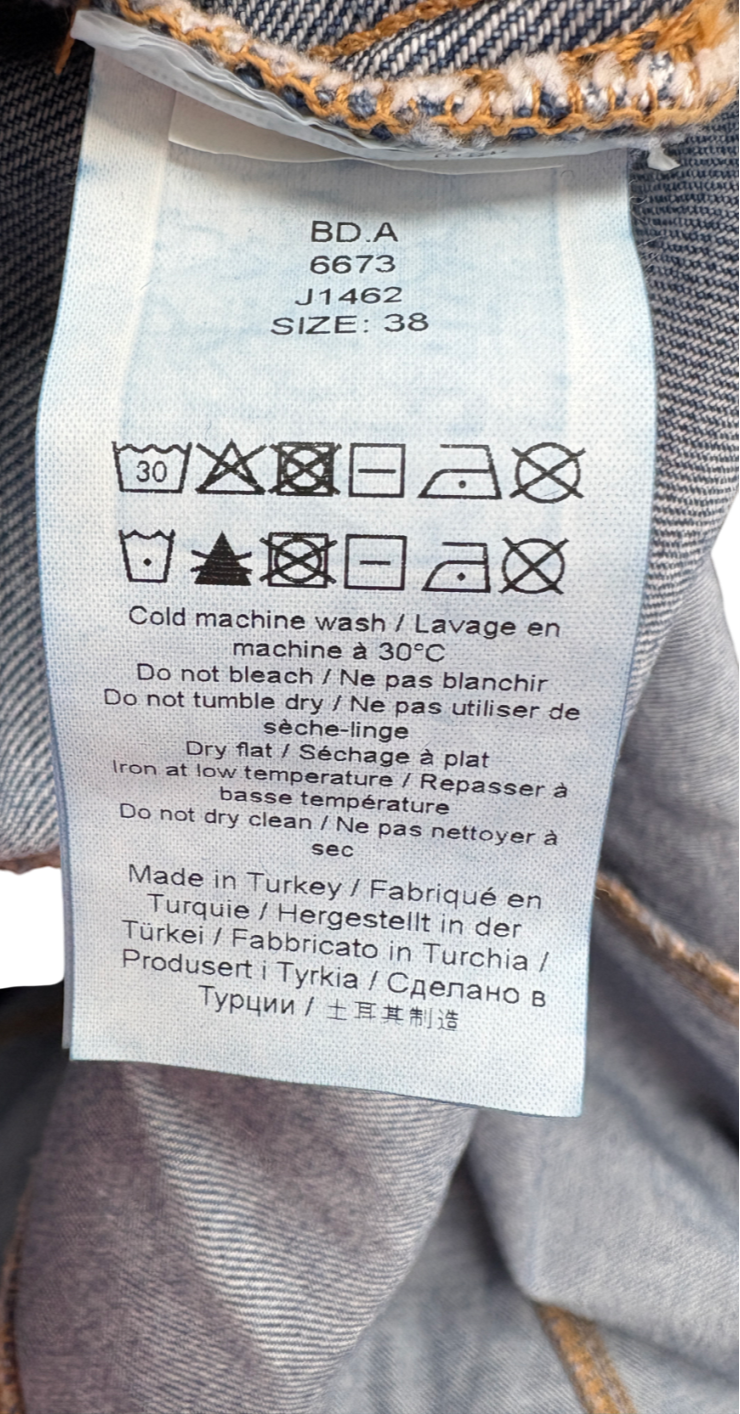 BD.A
6673
J1462
SIZE: 38
30
Cold machine wash / Lavage en
machine à 30°C
Do not bleach / Ne pas blanchir
Do not tumble dry / Ne pas utiliser de
sèche-linge
Dry flat / Séchage à plat
Iron at low temperature / Repasser à
basse température
Do not dry clean / Ne pas nettoyer à
sec
Made in Turkey / Fabriqué en
Turquie / Hergestellt in der
Türkei / Fabbricato in Turchia /
Produsert i Tyrkia / Сделано в
Турции / 土耳其制造